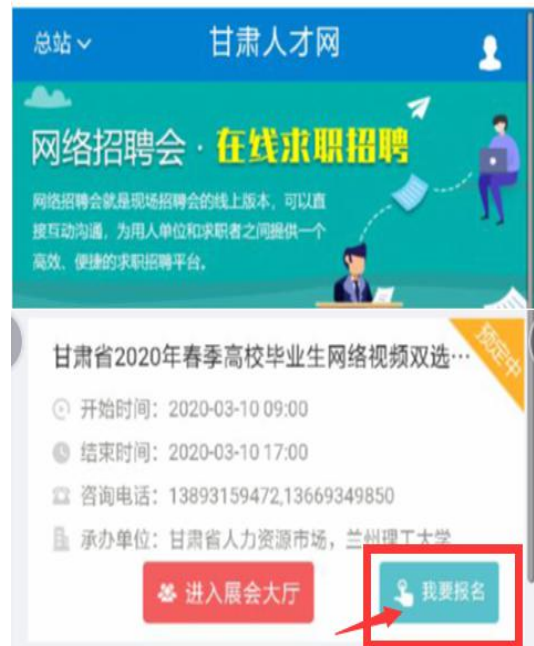 总站
甘肃人才网
网络招聘会·在线求职招聘
网络招聘会就是现场招聘会的线上版本，可以直
接互动沟通，为用人单位和求职者之间提供一个
高效、便捷的求职招聘平台。
预定中
甘肃省2020年春季高校毕业生网络视频双选…
开始时间：2020-03-10 09:00
结束时间：2020-03-10 17:00
咨询电话：13893159472,13669349850
承办单位：甘肃省人力资源市场，兰州理工大学
进入展会大厅
我要报名